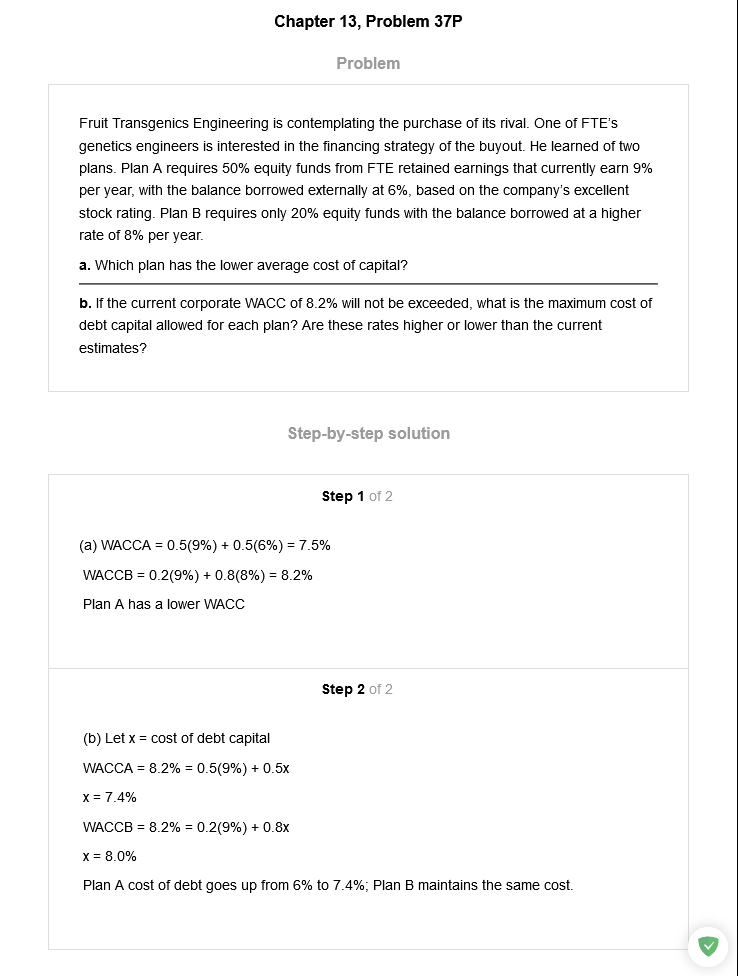 Chapter 13, Problem 37P
Problem
Fruit Transgenics Engineering is contemplating the purchase of its rival. One of FTE's
genetics engineers is interested in the financing strategy of the buyout. He learned of two
plans. Plan A requires 50% equity funds from FTE retained earnings that currently earn 9%
per year, with the balance borrowed externally at 6%, based on the company's excellent
stock rating. Plan B requires only 20% equity funds with the balance borrowed at a higher
rate of 8% per year.
a. Which plan has the lower average cost of capital?
b. If the current corporate WACC of 8.2% will not be exceeded, what is the maximum cost of
debt capital allowed for each plan? Are these rates higher or lower than the current
estimates?
Step-by-step solution
Step 1 of 2
(a) WACCA = 0.5(9%) + 0.5(6%) = 7.5%
WACCB = 0.2(9%) + 0.8(8%) = 8.2%
Plan A has a lower WACC
Step 2 of 2
(b) Let x = cost of debt capital
WACCA = 8.2% = 0.5(9%) + 0.5x
x = 7.4%
WACCB = 8.2% = 0.2(9%) + 0.8x
x = 8.0%
Plan A cost of debt goes up from 6% to 7.4%; Plan B maintains the same cost.